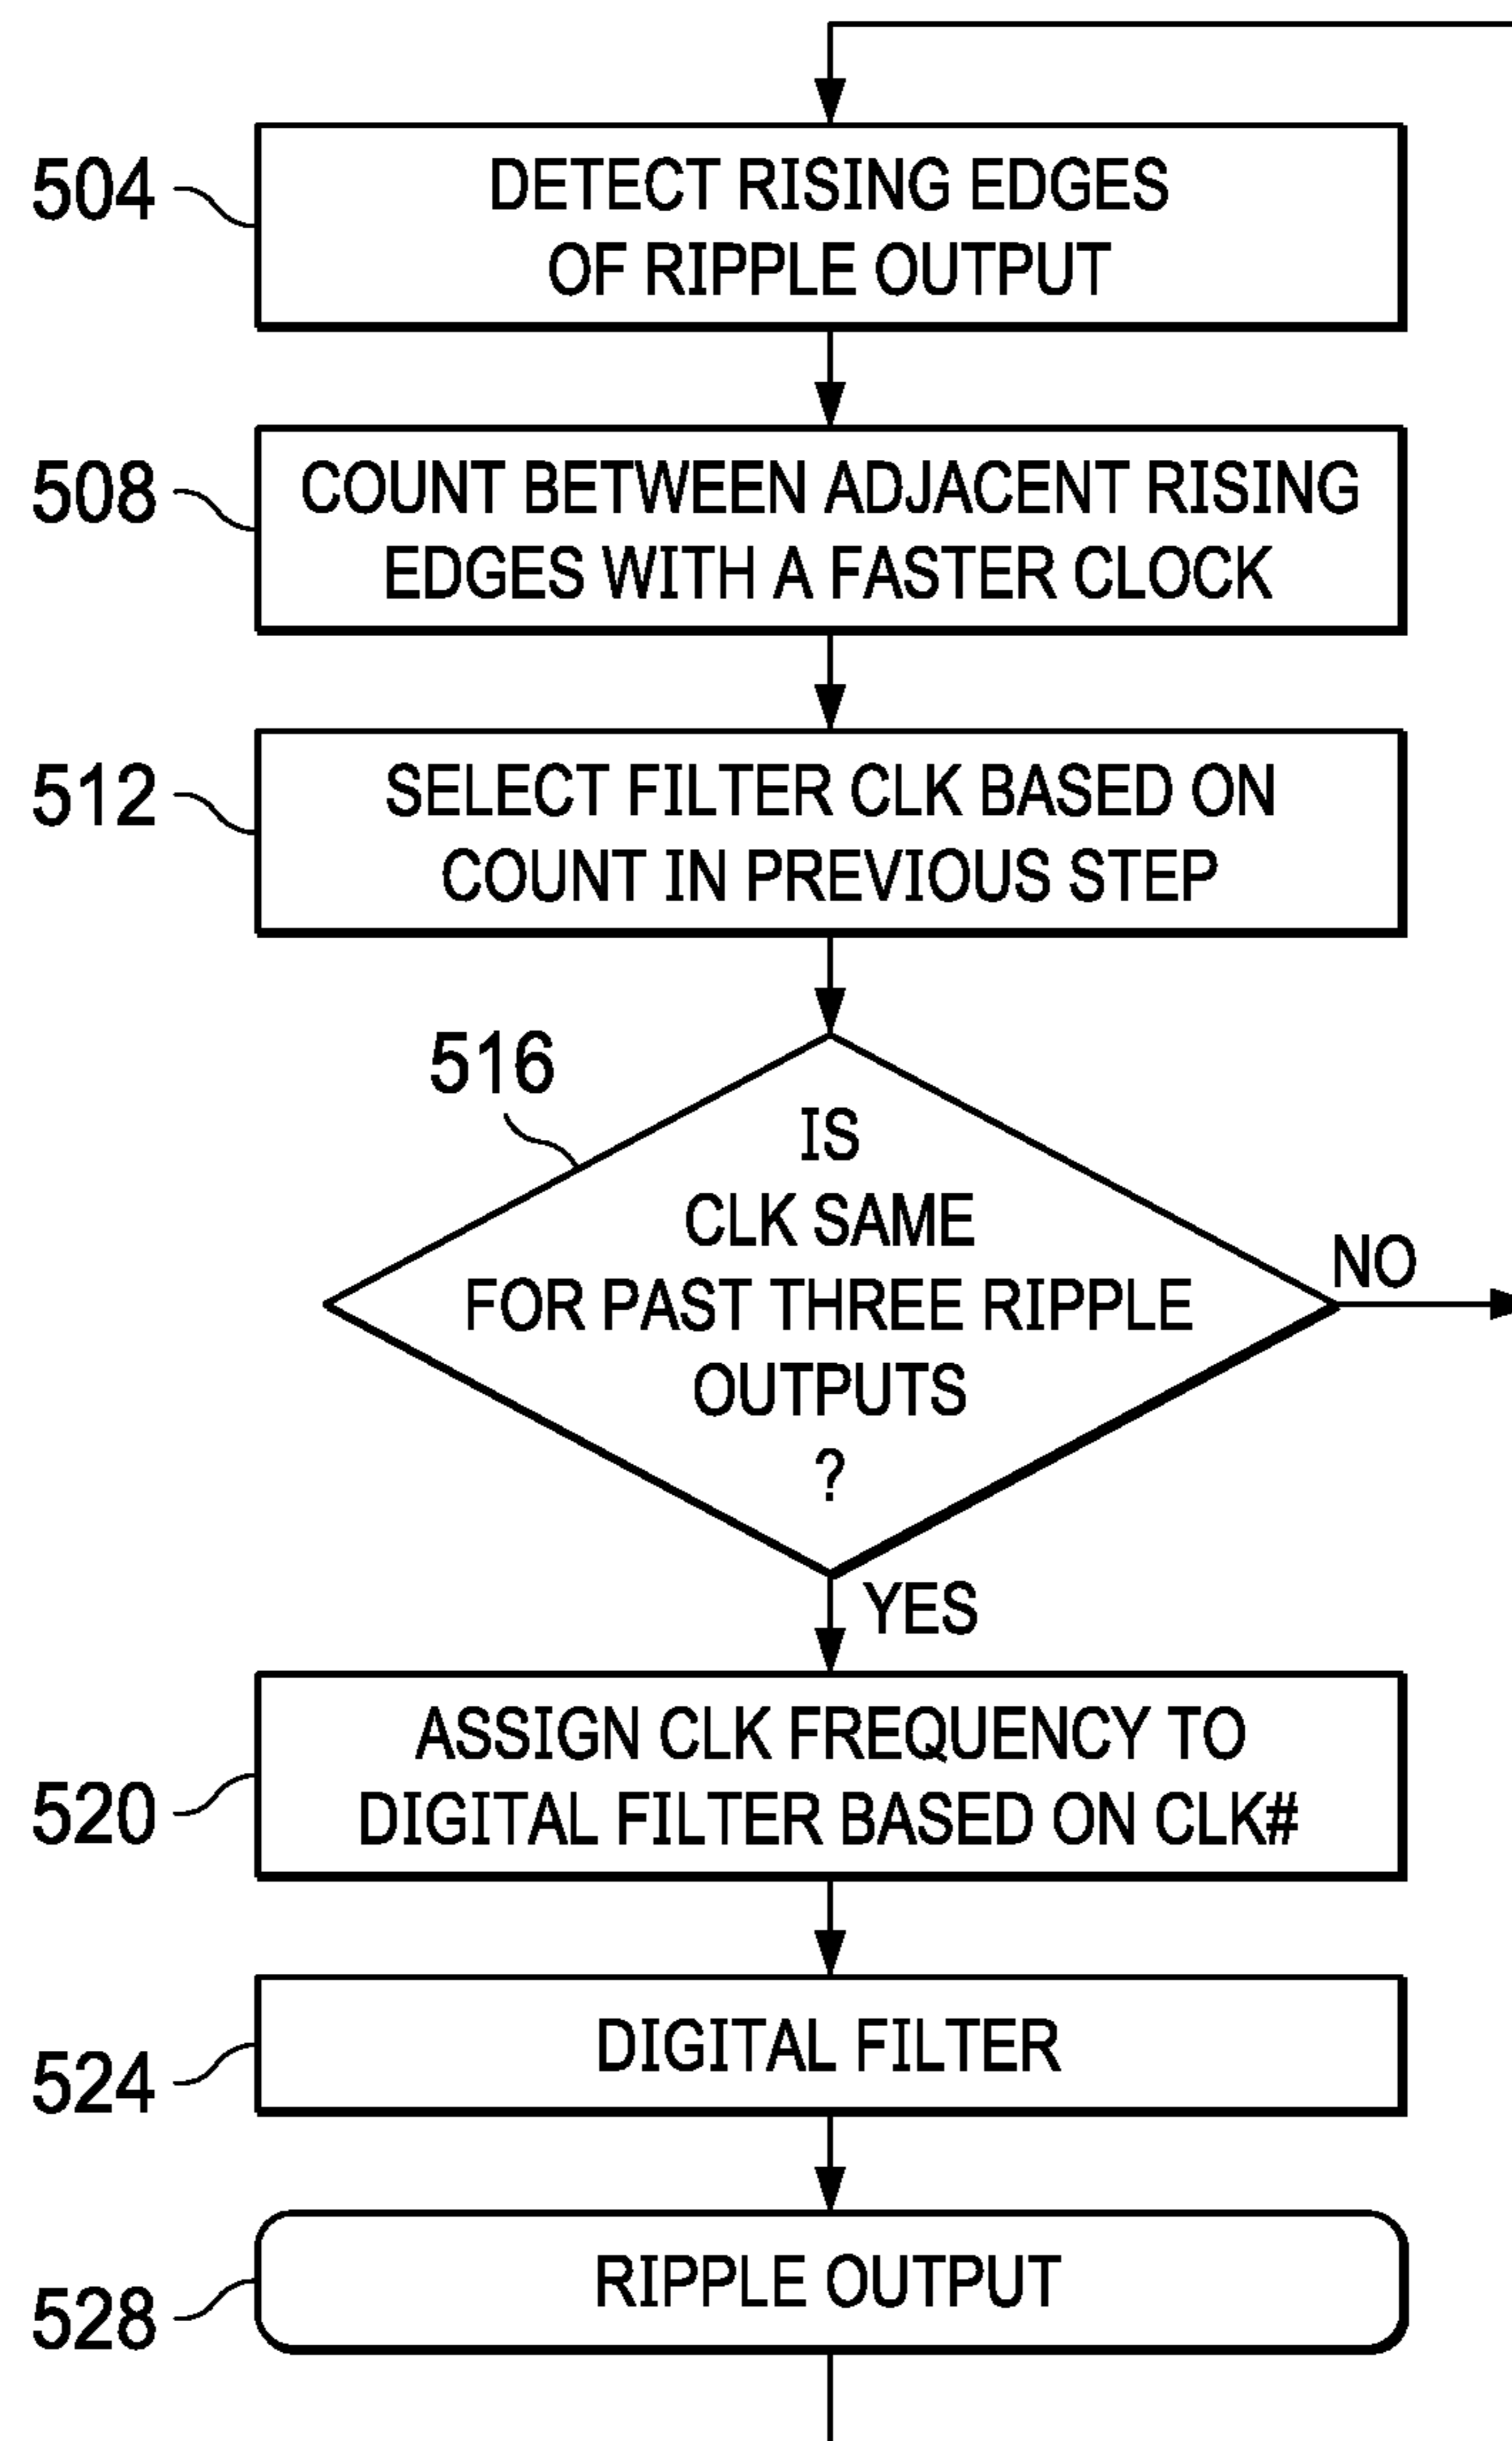 504
DETECT RISING EDGES
OF RIPPLE OUTPUT
508
COUNT BETWEEN ADJACENT RISING
EDGES WITH A FASTER CLOCK
512
SELECT FILTER CLK BASED ON
COUNT IN PREVIOUS STEP
516
IS
CLK SAME
FOR PAST THREE RIPPLE
OUTPUTS
?
NO
YES
520
ASSIGN CLK FREQUENCY TO
DIGITAL FILTER BASED ON CLK#
524
DIGITAL FILTER
528
RIPPLE OUTPUT